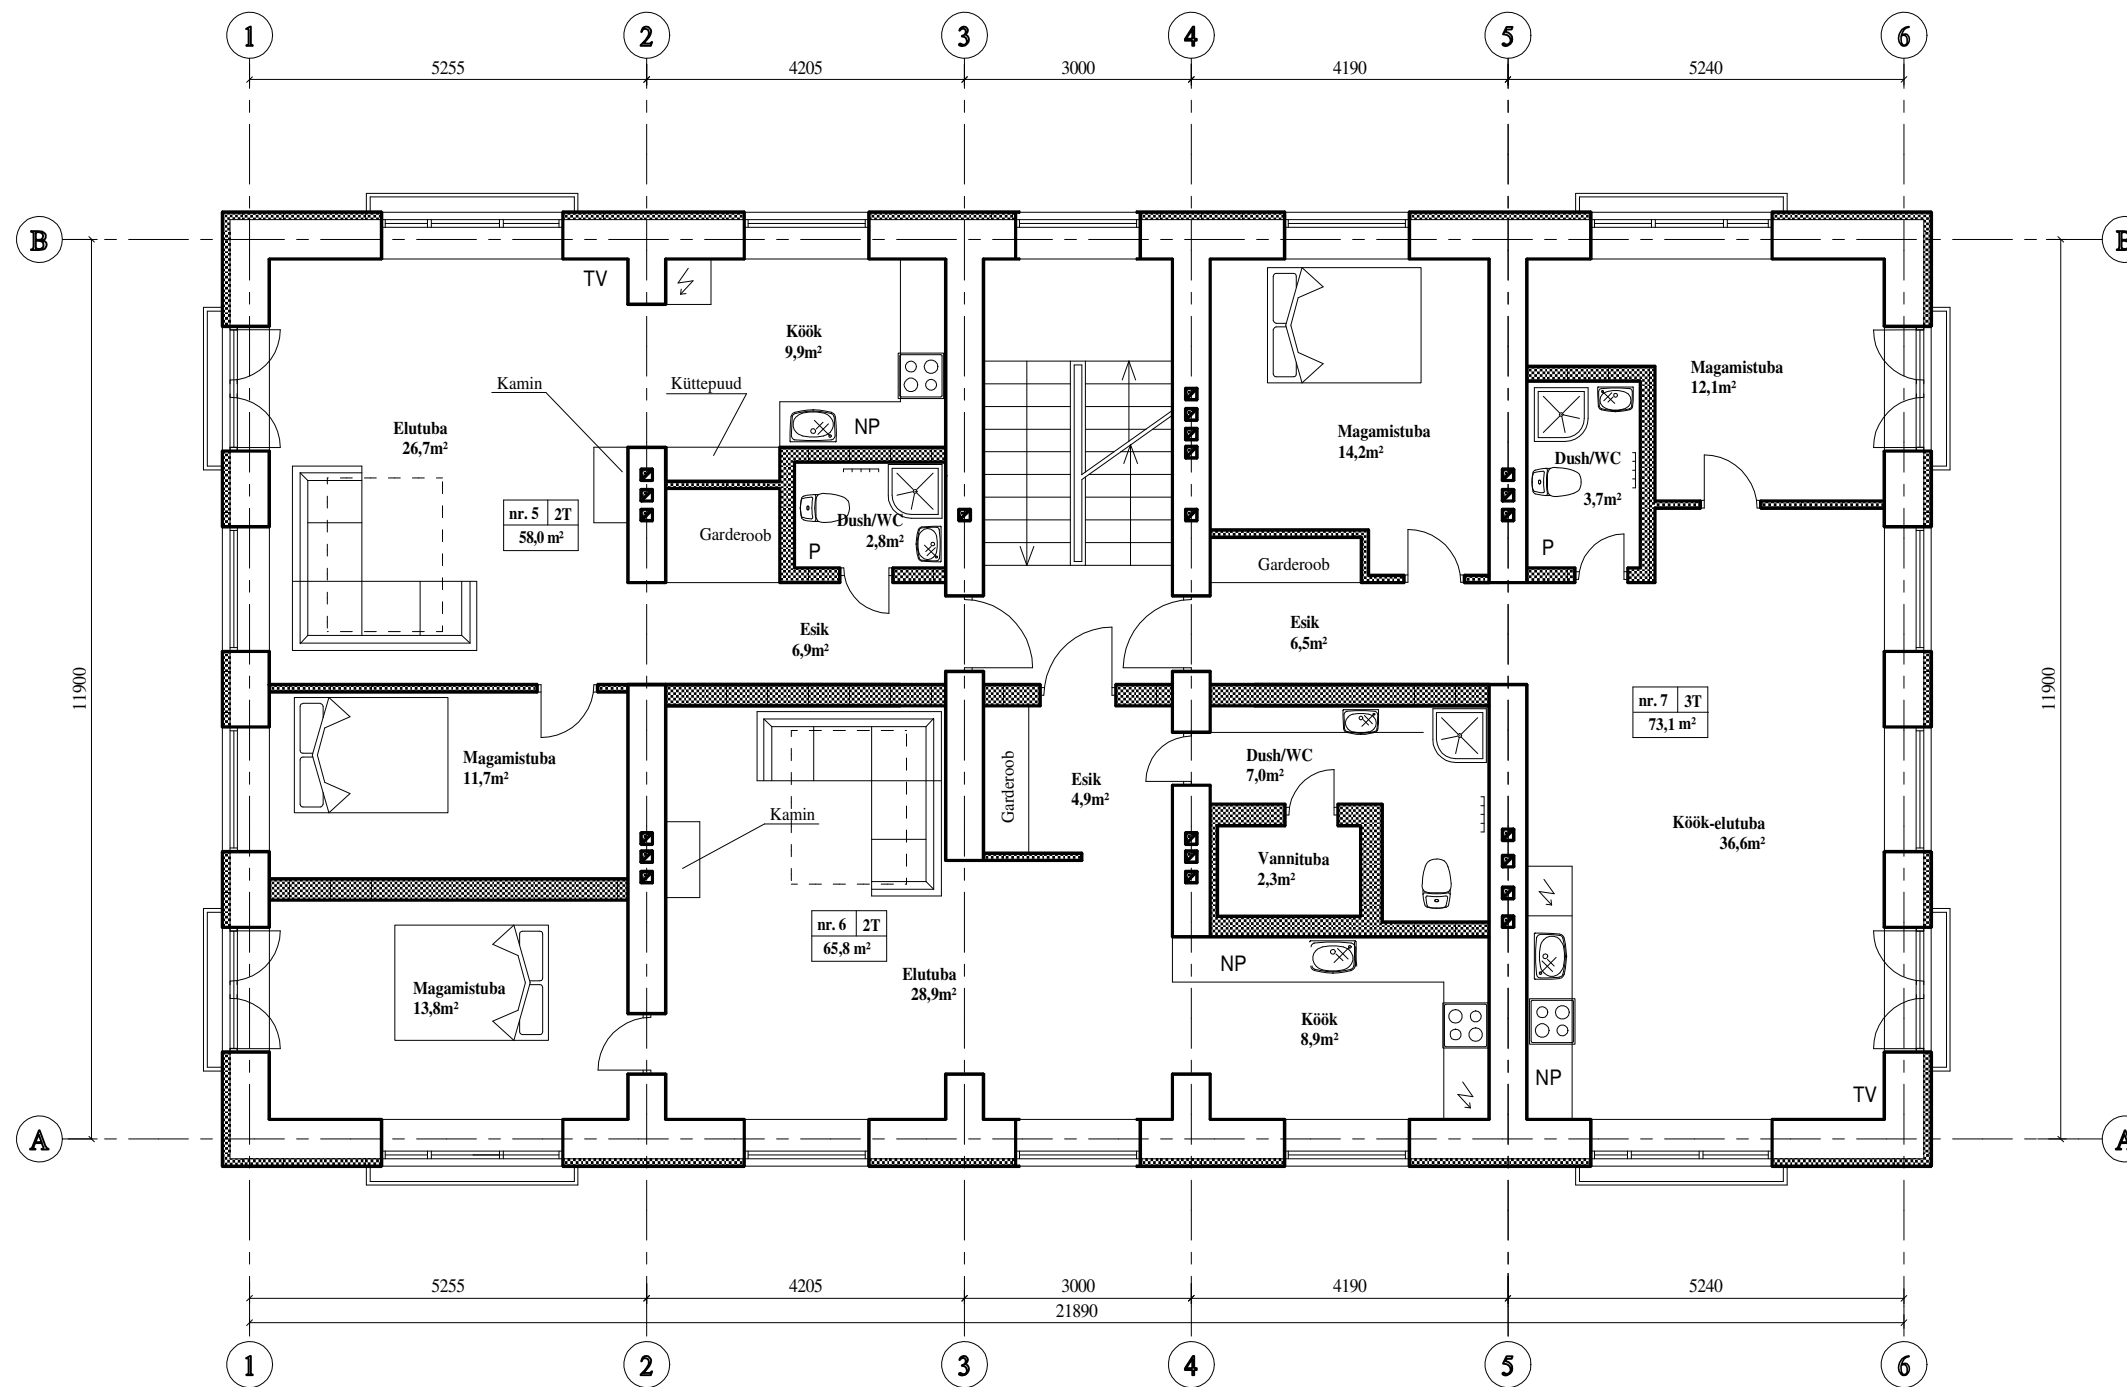 1 2 3 4 5 6
5255 4205 3000 4190 5240
B B
TV
Köök
9,9m²
Kamin
Küttepuud
Magamistuba
12,1m²
Elutuba
26,7m²
NP
Magamistuba
14,2m²
Dush/WC
3,7m²
nr. 5 2T
58,0 m²
Garderoob
Dush/WC
2,8m²
P
Garderoob
P
Esik
6,9m²
Esik
6,5m²
11900
11900
nr. 7 3T
73,1 m²
Magamistuba
11,7m²
Kamin
Garderoob
Esik
4,9m²
Dush/WC
7,0m²
Köök-elutuba
36,6m²
Vannituba
2,3m²
nr. 6 2T
65,8 m²
Elutuba
28,9m²
NP
Magamistuba
13,8m²
Köök
8,9m²
NP
TV
A A
5255 4205 3000 4190 5240
21890
1 2 3 4 5 6